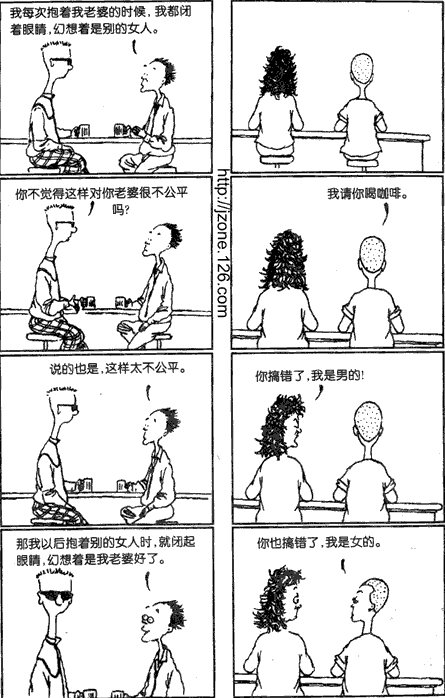 我每次抱着我老婆的时候，我都闭
着眼睛，幻想着是别的女人。
你不觉得这样对你老婆很不公平
吗?
说的也是，这样太不公平。
那我以后抱着别的女人时，就闭起
眼睛，幻想着是我老婆好了。
http://jzone.126.com
我请你喝咖啡。
你搞错了，我是男的!
你也搞错了，我是女的。